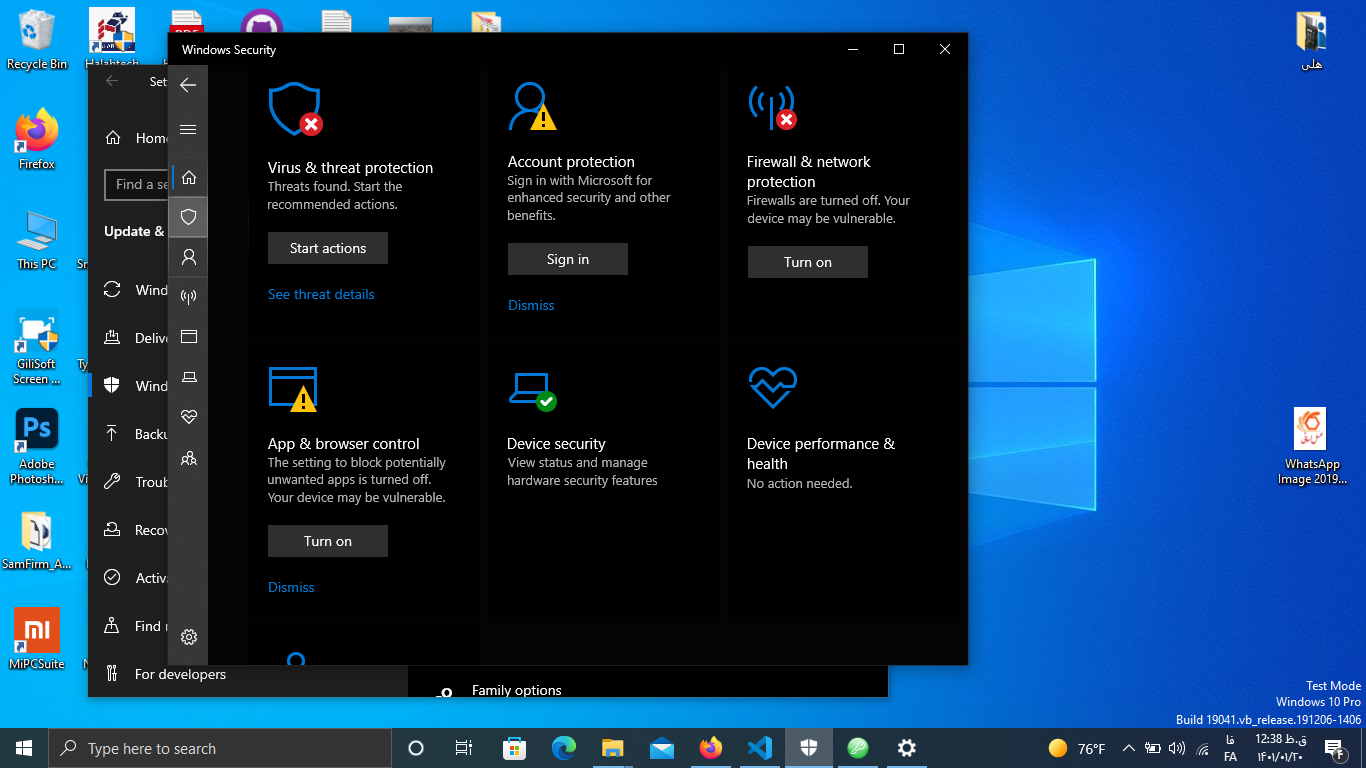 Recycle Bin
Halabtech
Firefox
This PC
GiliSoft
Screen ...
Adobe
Photosh...
SamFirm_A...
MiPCSuite
هلی
WhatsApp
Image 2019...
Home
Find a se
Update &
Wind
Delive
Wind
Backu
Troub
Recov
Activa
Find
For developers
Family options
Windows Security
Virus & threat protection
Threats found. Start the
recommended actions.
Start actions
See threat details
Account protection
Sign in with Microsoft for
enhanced security and other
benefits.
Sign in
Dismiss
Firewall & network
protection
Firewalls are turned off. Your
device may be vulnerable.
Turn on
App & browser control
The setting to block potentially
unwanted apps is turned off.
Your device may be vulnerable.
Turn on
Dismiss
Device security
View status and manage
hardware security features
Device performance &
health
No action needed.
Test Mode
Windows 10 Pro
Build 19041.vb_release.191206-1406
Type here to search
76°F
فا
FA
12:38 ق.ظ
۱۴۰۱/۰۱/۲۰